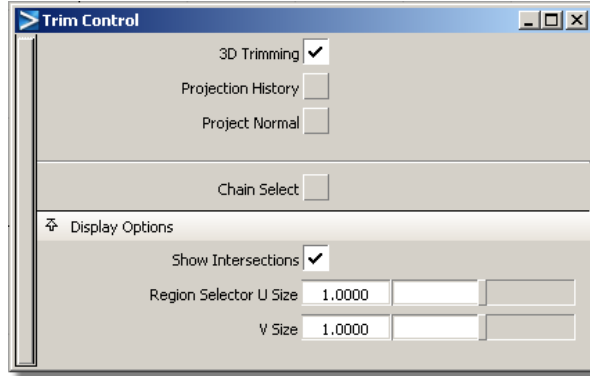 Trim Control
3D Trimming
Projection History
Project Normal
Chain Select
Display Options
Show Intersections
Region Selector U Size 1.0000
V Size 1.0000